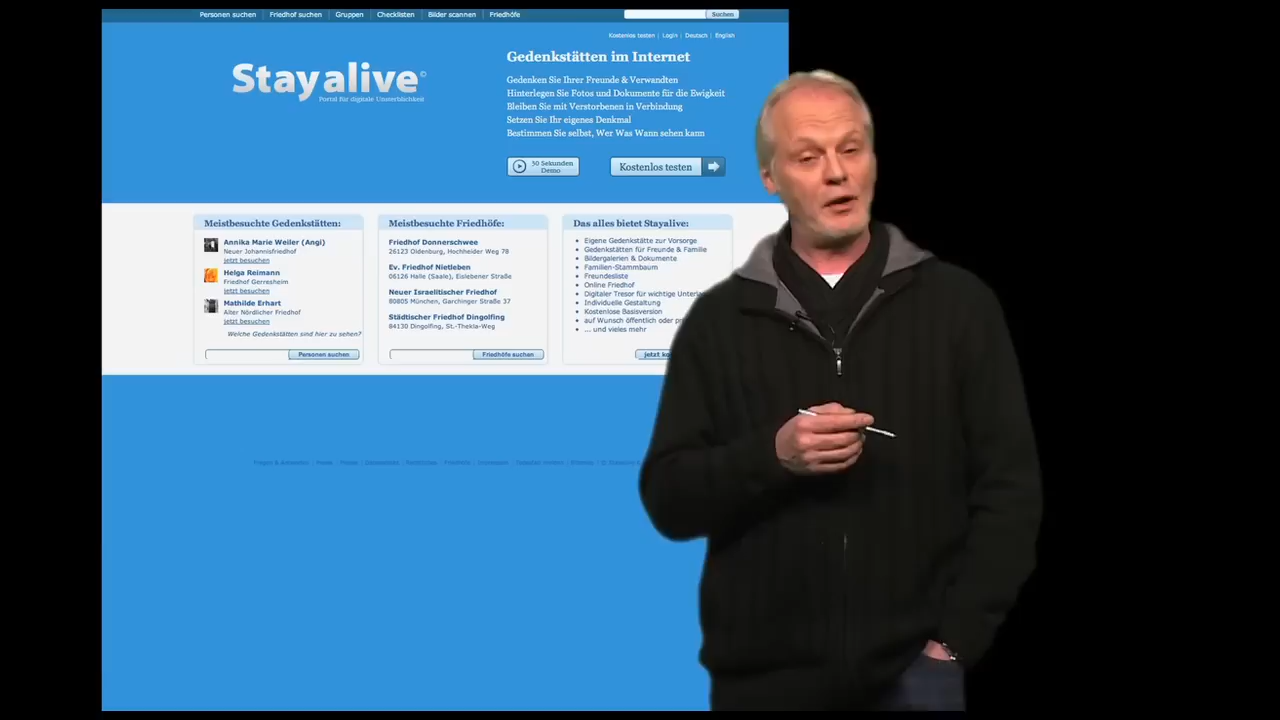 Personen suchen | Friedhof suchen | Gruppen | Checklisten | Bilder scannen | Friedhöfe
Suchen
Kostenlos testen | Login | Deutsch | English
Stayalive©
Portal für digitale Unsterblichkeit
Gedenkstätten im Internet
Gedenken Sie Ihrer Freunde & Verwandten
Hinterlegen Sie Fotos und Dokumente für die Ewigkeit
Bleiben Sie mit Verstorbenen in Verbindung
Setzen Sie Ihr eigenes Denkmal
Bestimmen Sie selbst, Wer Was Wann sehen kann
30 Sekunden
Demo
Kostenlos testen
Meistbesuchte Gedenkstätten:
Annika Marie Weiler (Angi)
Neuer Johannisfriedhof
jetzt besuchen
Helga Reimann
Friedhof Gerresheim
jetzt besuchen
Mathilde Erhart
Alter Nördlicher Friedhof
jetzt besuchen
Welche Gedenkstätten sind hier zu sehen?
Personen suchen
Meistbesuchte Friedhöfe:
Friedhof Donnerschwee
26123 Oldenburg, Hochheider Weg 78
Ev. Friedhof Nietleben
06126 Halle (Saale), Eislebener Straße
Neuer Israelitischer Friedhof
80805 München, Garchinger Straße 37
Städtischer Friedhof Dingolfing
84130 Dingolfing, St.-Thekla-Weg
Friedhöfe suchen
Das alles bietet Stayalive:
Eigene Gedenkstätte zur Vorsorge
Gedenkstätten für Freunde & Familie
Bildergalerien & Dokumente
Familien-Stammbaum
Freundesliste
Online Friedhof
Digitaler Tresor für wichtige Unterla
Individuelle Gestaltung
Kostenlose Basisversion
auf Wunsch öffentlich oder pr
... und vieles mehr
jetzt ko